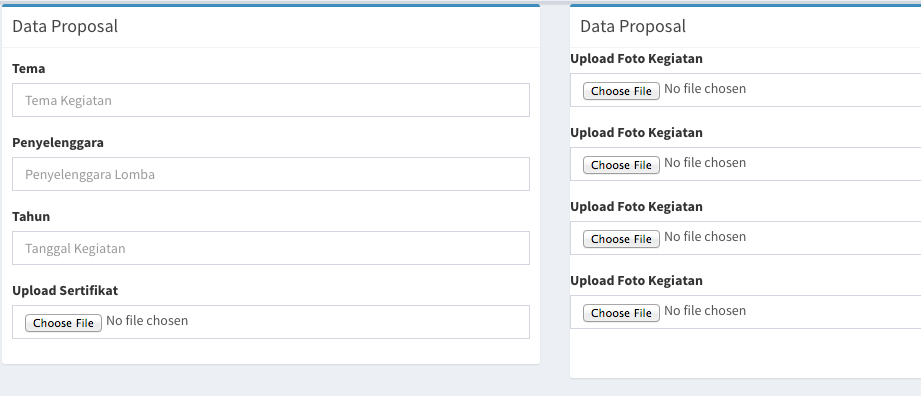 Data Proposal
Tema
Tema Kegiatan
Penyelenggara
Penyelenggara Lomba
Tahun
Tanggal Kegiatan
Upload Sertifikat
Choose File No file chosen
Data Proposal
Upload Foto Kegiatan
Choose File No file chosen
Upload Foto Kegiatan
Choose File No file chosen
Upload Foto Kegiatan
Choose File No file chosen
Upload Foto Kegiatan
Choose File No file chosen